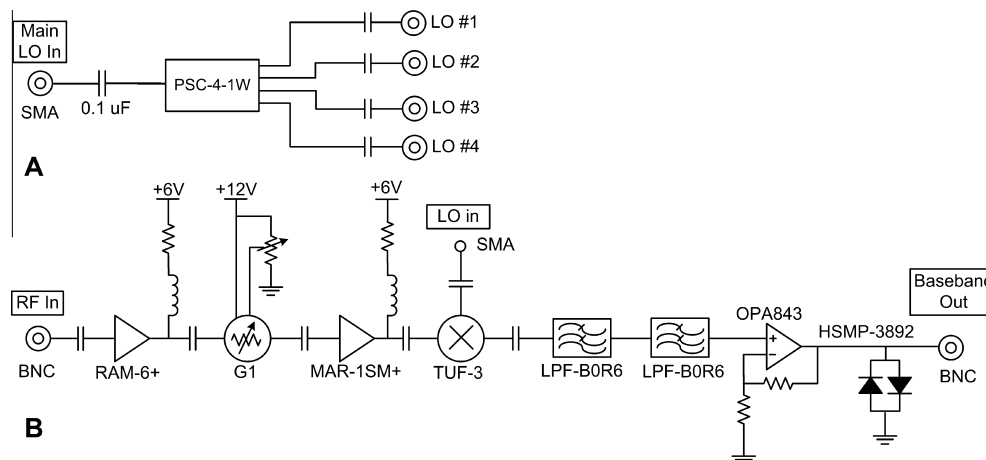 Main
LO In
SMA
0.1 uF
PSC-4-1W
LO #1
LO #2
LO #3
LO #4
A
+6V
+12V
+6V
LO in
SMA
RF In
BNC
RAM-6+
G1
MAR-1SM+
TUF-3
LPF-B0R6
LPF-B0R6
OPA843
+
−
HSMP-3892
Baseband
Out
BNC
B